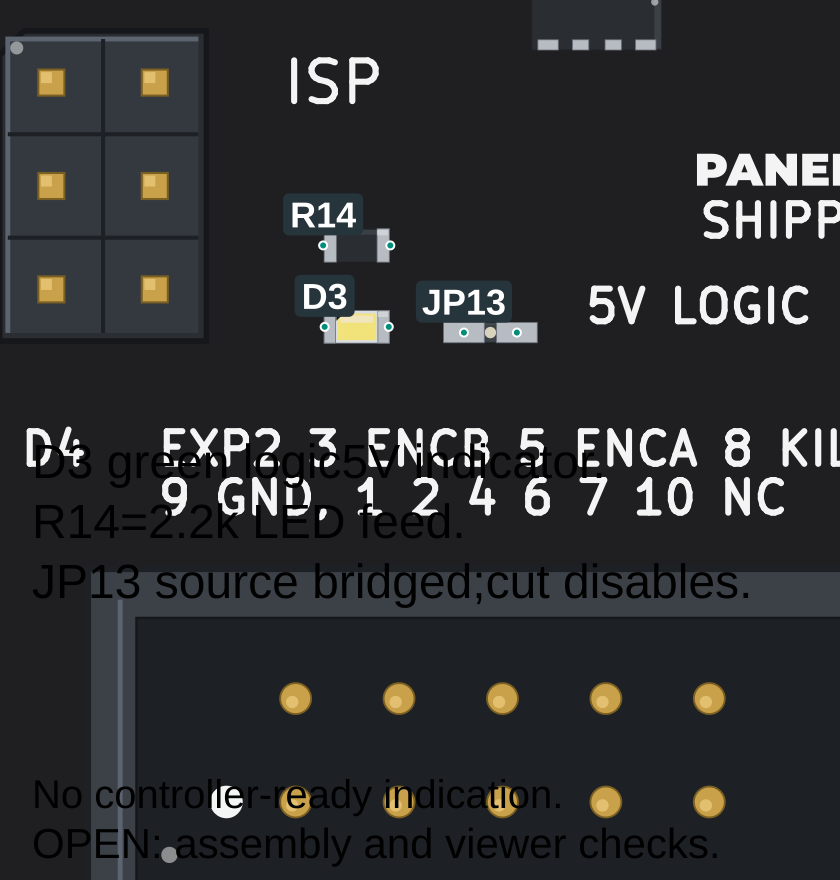 ISP
PANE
SHIPP
R14
D3
JP13
5V LOGIC
D4 EXP2 3 ENCB 5 ENCA 8 KIL
9 GND, 1 2 4 6 7 10 NC
D3 green logic5V indicator.
R14=2.2k LED feed.
JP13 source bridged;cut disables.
No controller-ready indication.
OPEN: assembly and viewer checks.